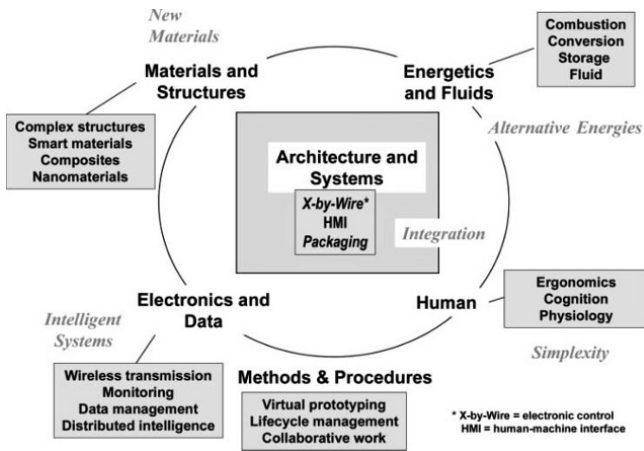 New
Materials
Materials and
Structures
Complex structures
Smart materials
Composites
Nanomaterials
Energetics
and Fluids
Combustion
Conversion
Storage
Fluid
Alternative Energies
Architecture and
Systems
X-by-Wire*
HMI
Packaging
Integration
Electronics and
Data
Intelligent
Systems
Wireless transmission
Monitoring
Data management
Distributed intelligence
Human
Ergonomics
Cognition
Physiology
Simplexity
Methods & Procedures
Virtual prototyping
Lifecycle management
Collaborative work
* X-by-Wire = electronic control
HMI = human-machine interface